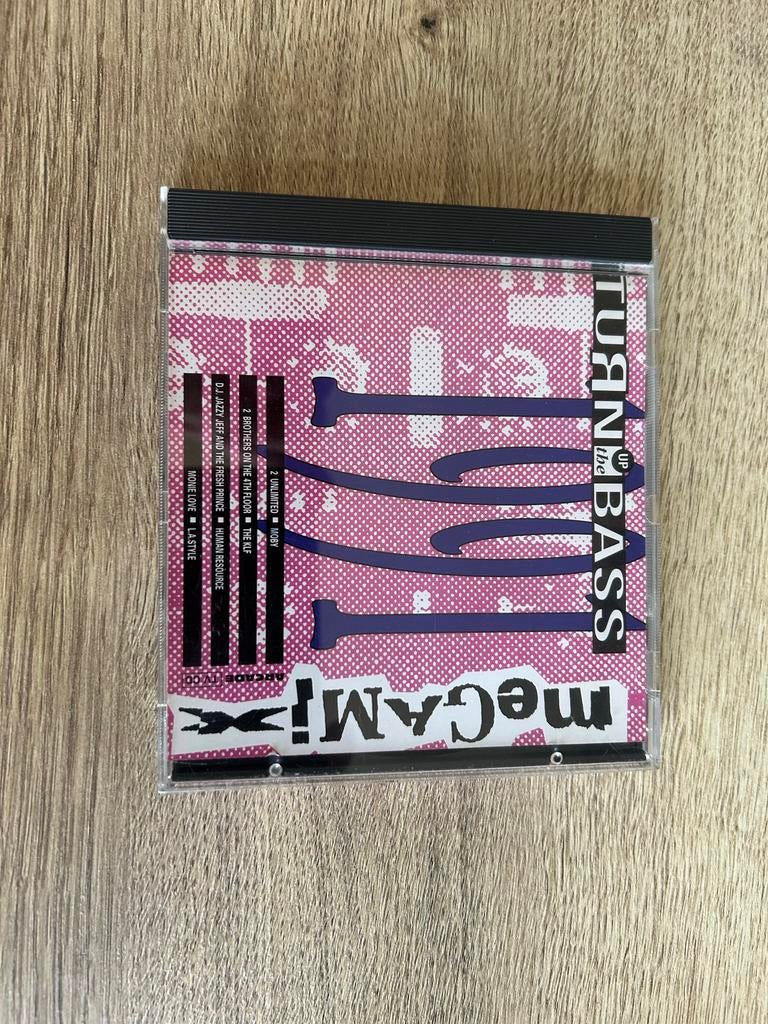 TURN UP the BASS
1991
meGAMiX
2 UNLIMITED ■ MOBY
2 BROTHERS ON THE 4TH FLOOR ■ THE KLF
D.J. JAZZY JEFF AND THE FRESH PRINCE ■ HUMAN RESOURCE
MONIE LOVE ■ L.A. STYLE
ARCADE TV CD